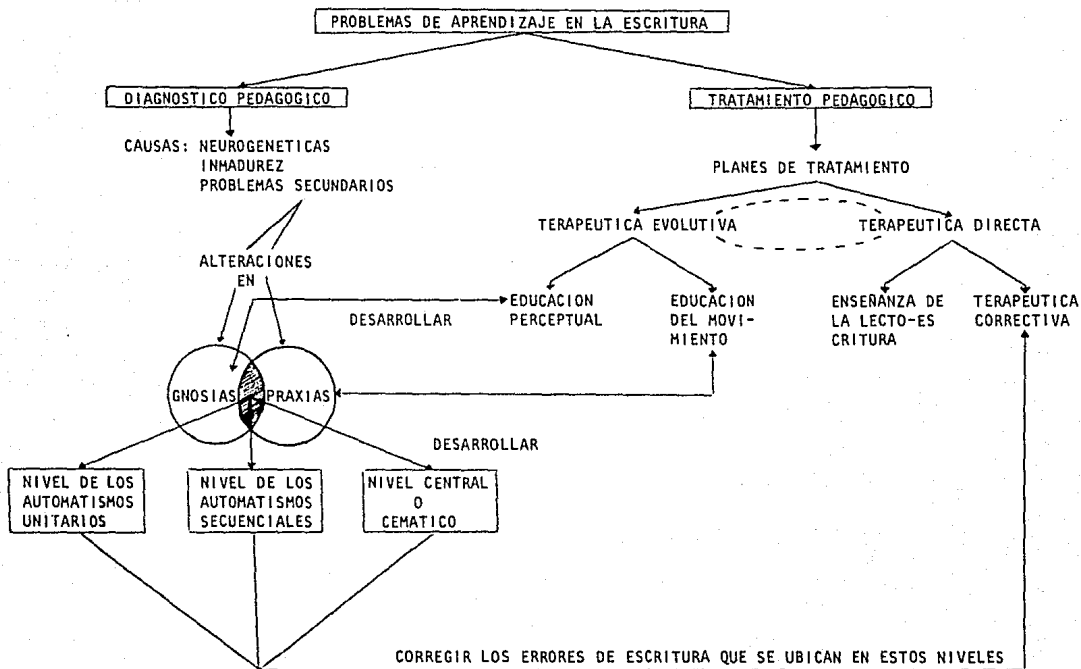 PROBLEMAS DE APRENDIZAJE EN LA ESCRITURA
DIAGNOSTICO PEDAGOGICO
TRATAMIENTO PEDAGOGICO
CAUSAS: NEUROGENETICAS
INMADUREZ
PROBLEMAS SECUNDARIOS
PLANES DE TRATAMIENTO
TERAPEUTICA EVOLUTIVA
TERAPEUTICA DIRECTA
ALTERACIONES
EN
DESARROLLAR
EDUCACION
PERCEPTUAL
EDUCACION
DEL MOVI-
MIENTO
ENSEÑANZA DE
LA LECTO-ES
CRITURA
TERAPEUTICA
CORRECTIVA
GNOSIAS
PRAXIAS
DESARROLLAR
NIVEL DE LOS
AUTOMATISMOS
UNITARIOS
NIVEL DE LOS
AUTOMATISMOS
SECUENCIALES
NIVEL CENTRAL
O
CEMATICO
CORREGIR LOS ERRORES DE ESCRITURA QUE SE UBICAN EN ESTOS NIVELES